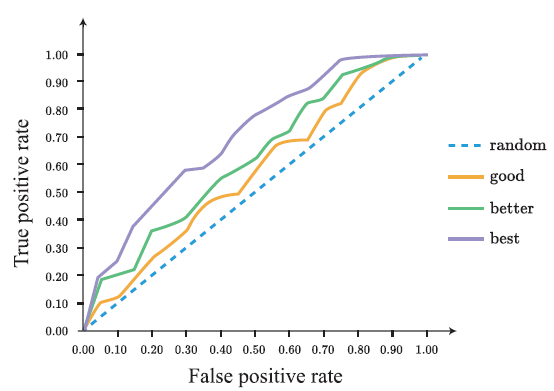 True positive rate
1.00
0.90
0.80
0.70
0.60
0.50
0.40
0.30
0.20
0.10
0.00
0.00 0.10 0.20 0.30 0.40 0.50 0.60 0.70 0.80 0.90 1.00
False positive rate
random
good
better
best